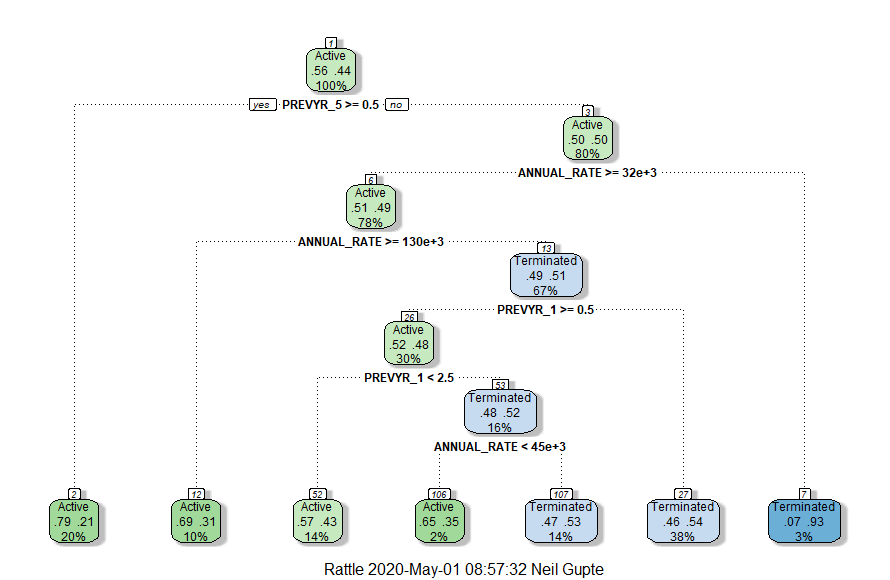 1
Active
.56 .44
100%
yes PREVYR_5 >= 0.5 no
3
Active
.50 .50
80%
ANNUAL_RATE >= 32e+3
6
Active
.51 .49
78%
ANNUAL_RATE >= 130e+3
13
Terminated
.49 .51
67%
PREVYR_1 >= 0.5
26
Active
.52 .48
30%
PREVYR_1 < 2.5
53
Terminated
.48 .52
16%
ANNUAL_RATE < 45e+3
2
Active
.79 .21
20%
12
Active
.69 .31
10%
52
Active
.57 .43
14%
106
Active
.65 .35
2%
107
Terminated
.47 .53
14%
27
Terminated
.46 .54
38%
7
Terminated
.07 .93
3%
Rattle 2020-May-01 08:57:32 Neil Gupte